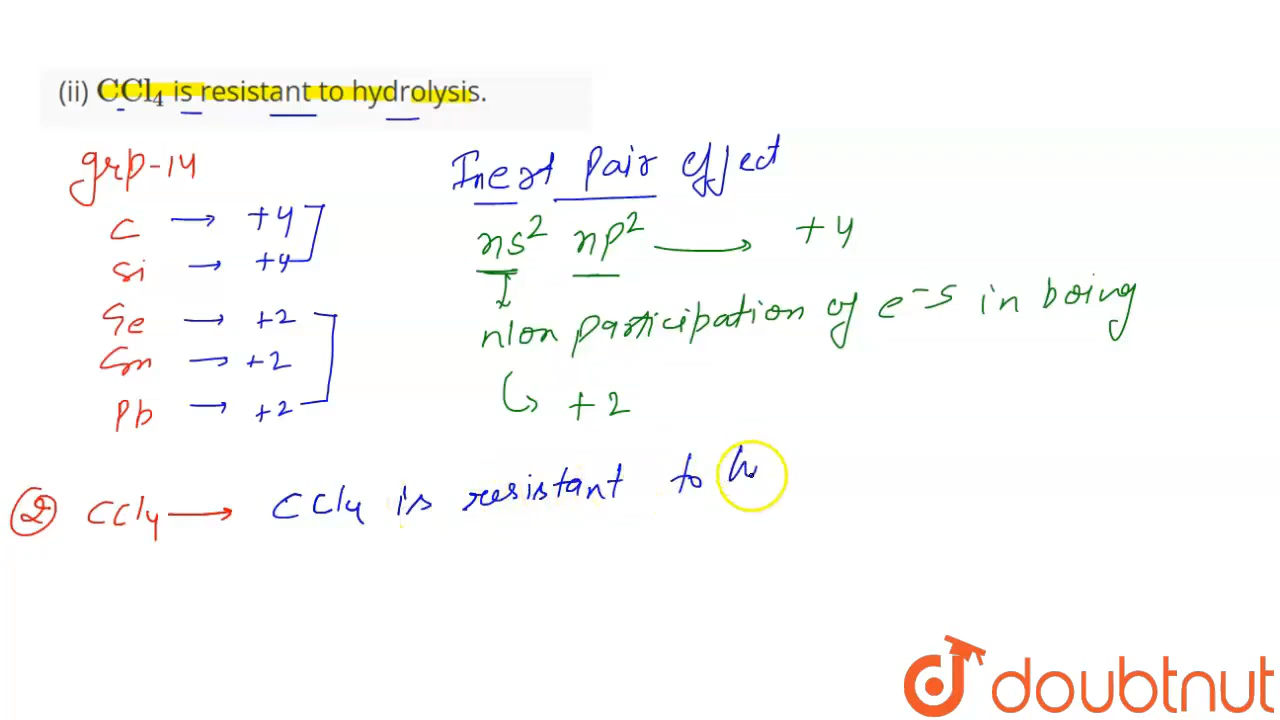 (ii) CCl4 is resistant to hydrolysis.
grp-14
C → +4
Si → +4
Ge → +2
Sn → +2
Pb → +2
Inert Pair effect
ns² np² → +4
Non participation of e⁻s in boing
↳ +2
② CCl4 → CCl4 is resistant to h
doubtnut